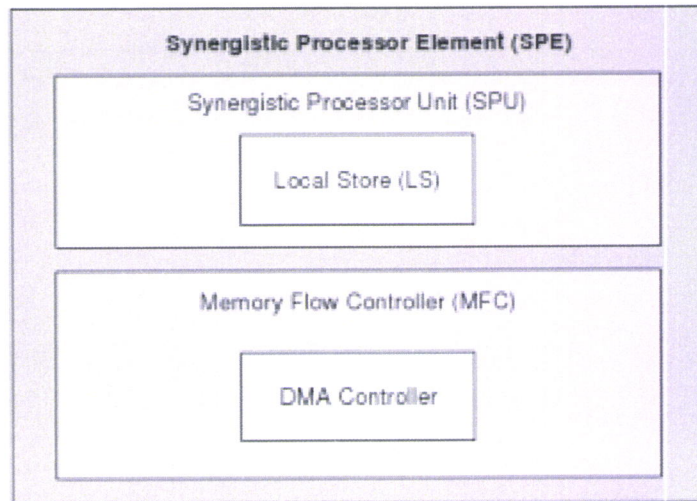 Synergistic Processor Element (SPE)
Synergistic Processor Unit (SPU)
Local Store (LS)
Memory Flow Controller (MFC)
DMA Controller